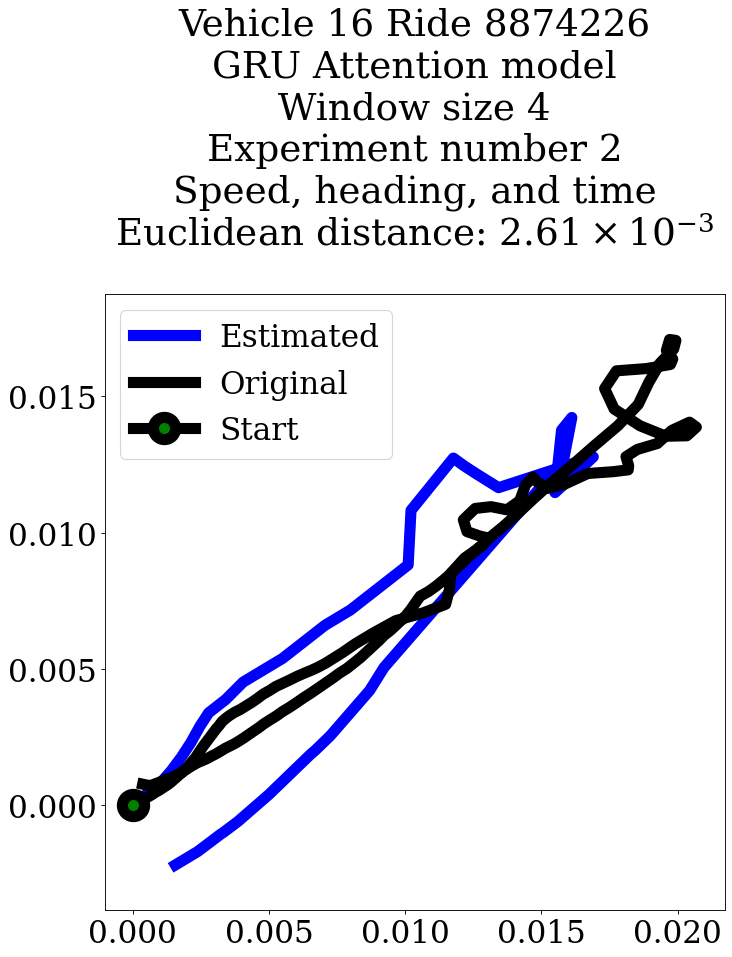 Vehicle 16 Ride 8874226
GRU Attention model
Window size 4
Experiment number 2
Speed, heading, and time
Euclidean distance: 2.61 × 10⁻³
Estimated
Original
Start
0.015
0.010
0.005
0.000
0.000 0.005 0.010 0.015 0.020